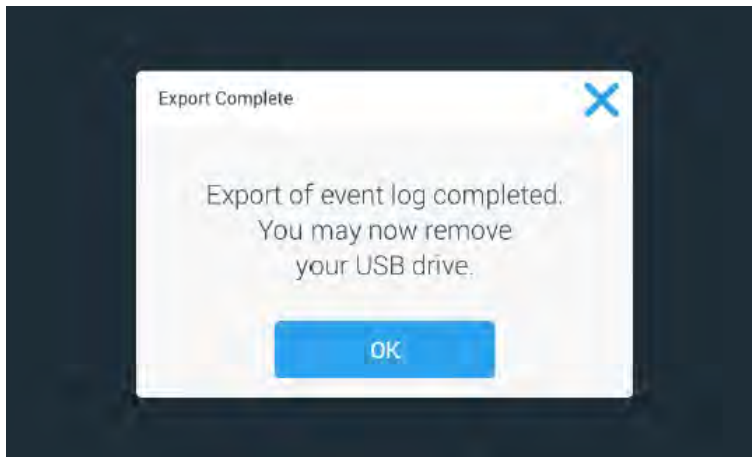 Export Complete
Export of event log completed.
You may now remove
your USB drive.
OK